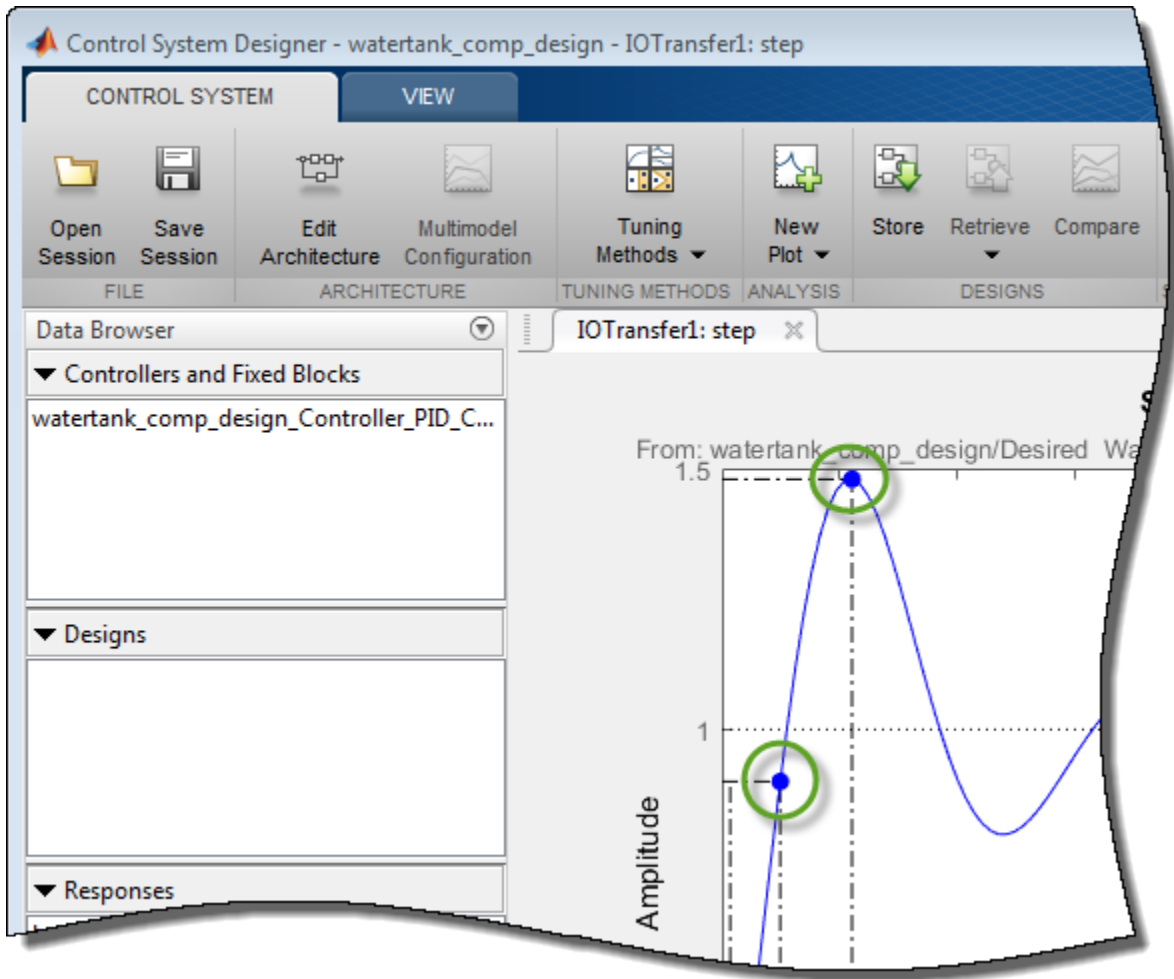 Control System Designer - watertank_comp_design - IOTransfer1: step
CONTROL SYSTEM
VIEW
Open Session
Save Session
Edit Architecture
Multimodel Configuration
Tuning Methods
New Plot
Store
Retrieve
Compare
FILE
ARCHITECTURE
TUNING METHODS
ANALYSIS
DESIGNS
Data Browser
IOTransfer1: step
Controllers and Fixed Blocks
watertank_comp_design_Controller_PID_C...
From: watertank_comp_design/Desired Wa
1.5
1
Amplitude
Designs
Responses